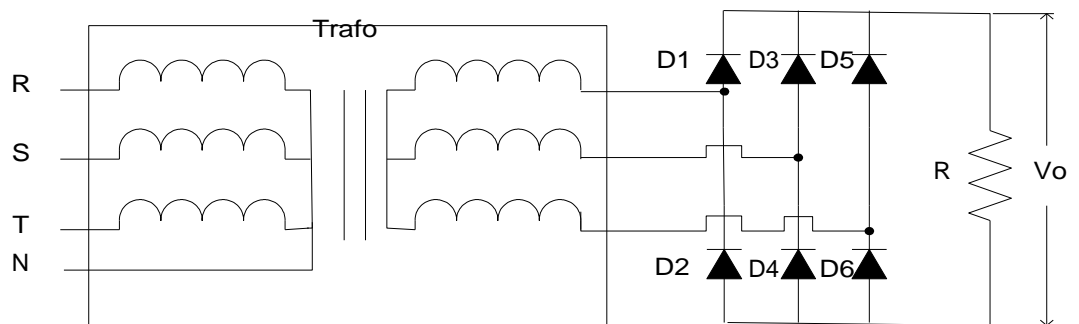 Trafo
D1 D3 D5
R
S
R Vo
T
N
D2 D4 D6